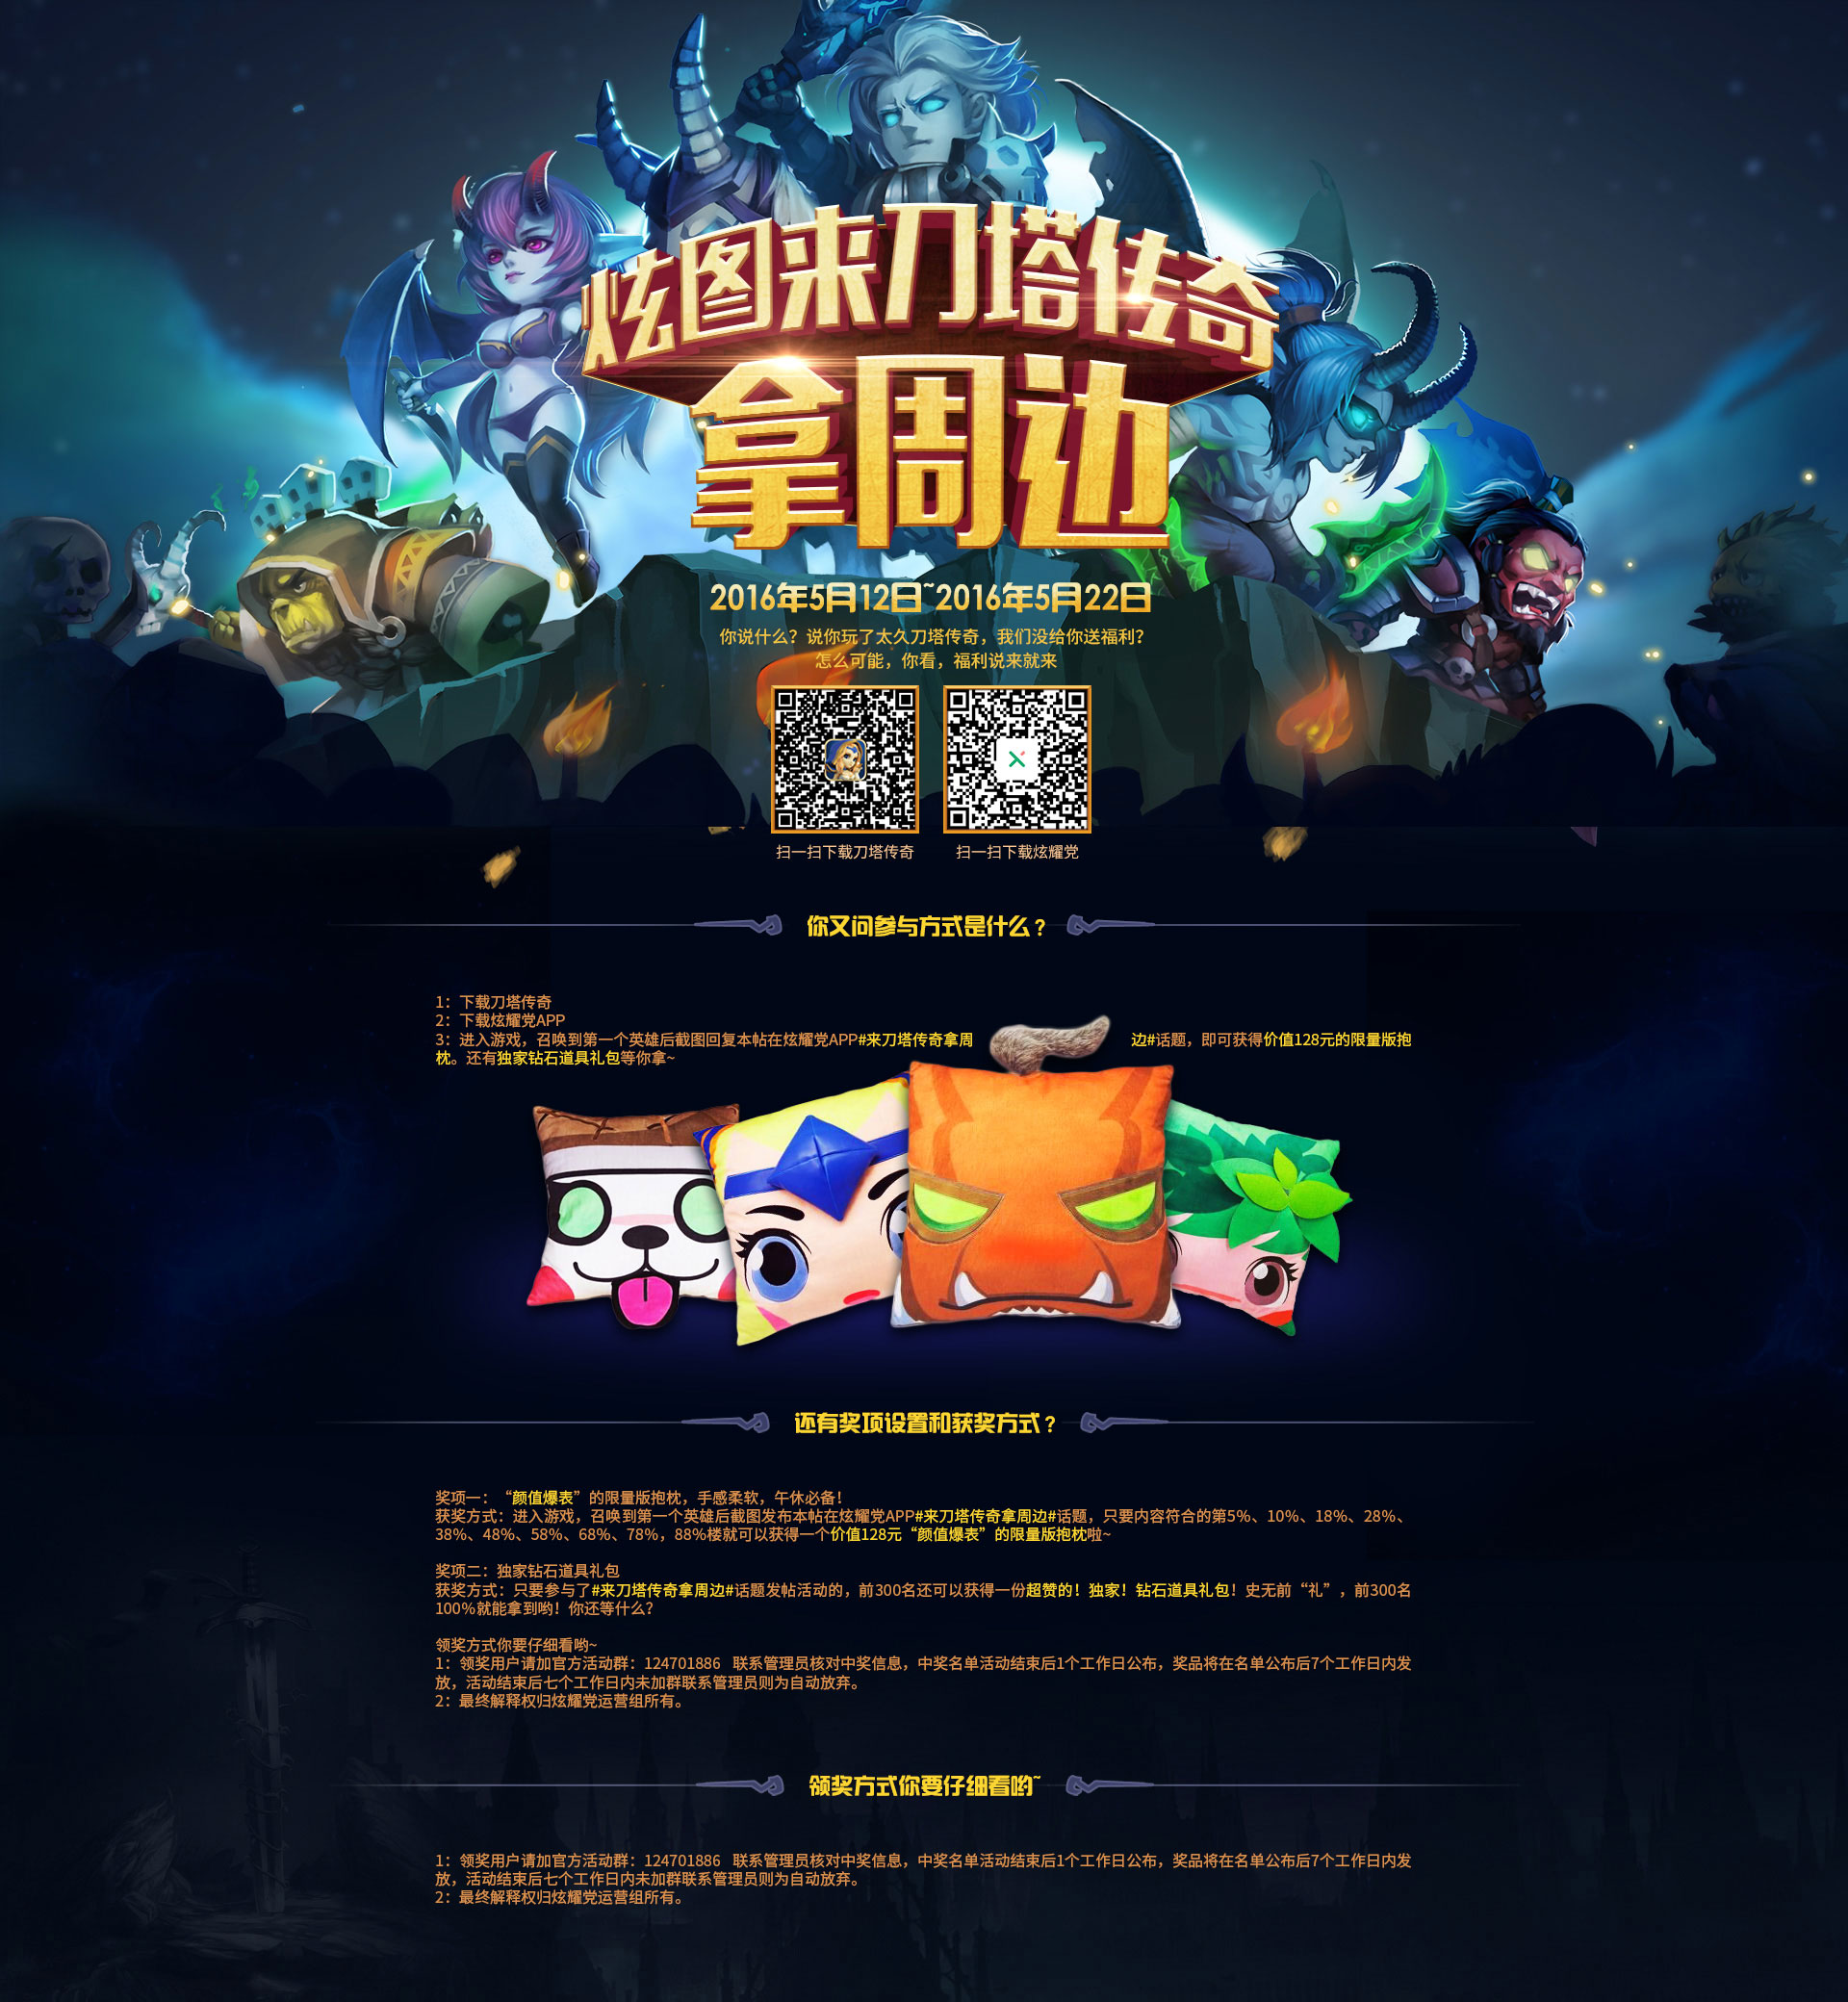 炫图来刀塔传奇
拿周边
2016年5月12日~2016年5月22日
你说什么？说你玩了太久刀塔传奇，我们没给你送福利？
怎么可能，你看，福利说来就来
扫一扫下载刀塔传奇 扫一扫下载炫耀党
你又问参与方式是什么？
1：下载刀塔传奇
2：下载炫耀党APP
3：进入游戏，召唤到第一个英雄后截图回复本帖在炫耀党APP#来刀塔传奇拿周 边#话题，即可获得价值128元的限量版抱
枕。还有独家钻石道具礼包等你拿~
还有奖项设置和获奖方式？
奖项一：“颜值爆表”的限量版抱枕，手感柔软，午休必备！
获奖方式：进入游戏，召唤到第一个英雄后截图发布本帖在炫耀党APP#来刀塔传奇拿周边#话题，只要内容符合的第5%、10%、18%、28%、
38%、48%、58%、68%、78%，88%楼就可以获得一个价值128元“颜值爆表”的限量版抱枕啦~
奖项二：独家钻石道具礼包
获奖方式：只要参与了#来刀塔传奇拿周边#话题发帖活动的，前300名还可以获得一份超赞的！独家！钻石道具礼包！史无前“礼”，前300名
100%就能拿到哟！你还等什么？
领奖方式你要仔细看哟~
1：领奖用户请加官方活动群：124701886 联系管理员核对中奖信息，中奖名单活动结束后1个工作日公布，奖品将在名单公布后7个工作日内发
放，活动结束后七个工作日内未加群联系管理员则为自动放弃。
2：最终解释权归炫耀党运营组所有。
领奖方式你要仔细看哟~
1：领奖用户请加官方活动群：124701886 联系管理员核对中奖信息，中奖名单活动结束后1个工作日公布，奖品将在名单公布后7个工作日内发
放，活动结束后七个工作日内未加群联系管理员则为自动放弃。
2：最终解释权归炫耀党运营组所有。